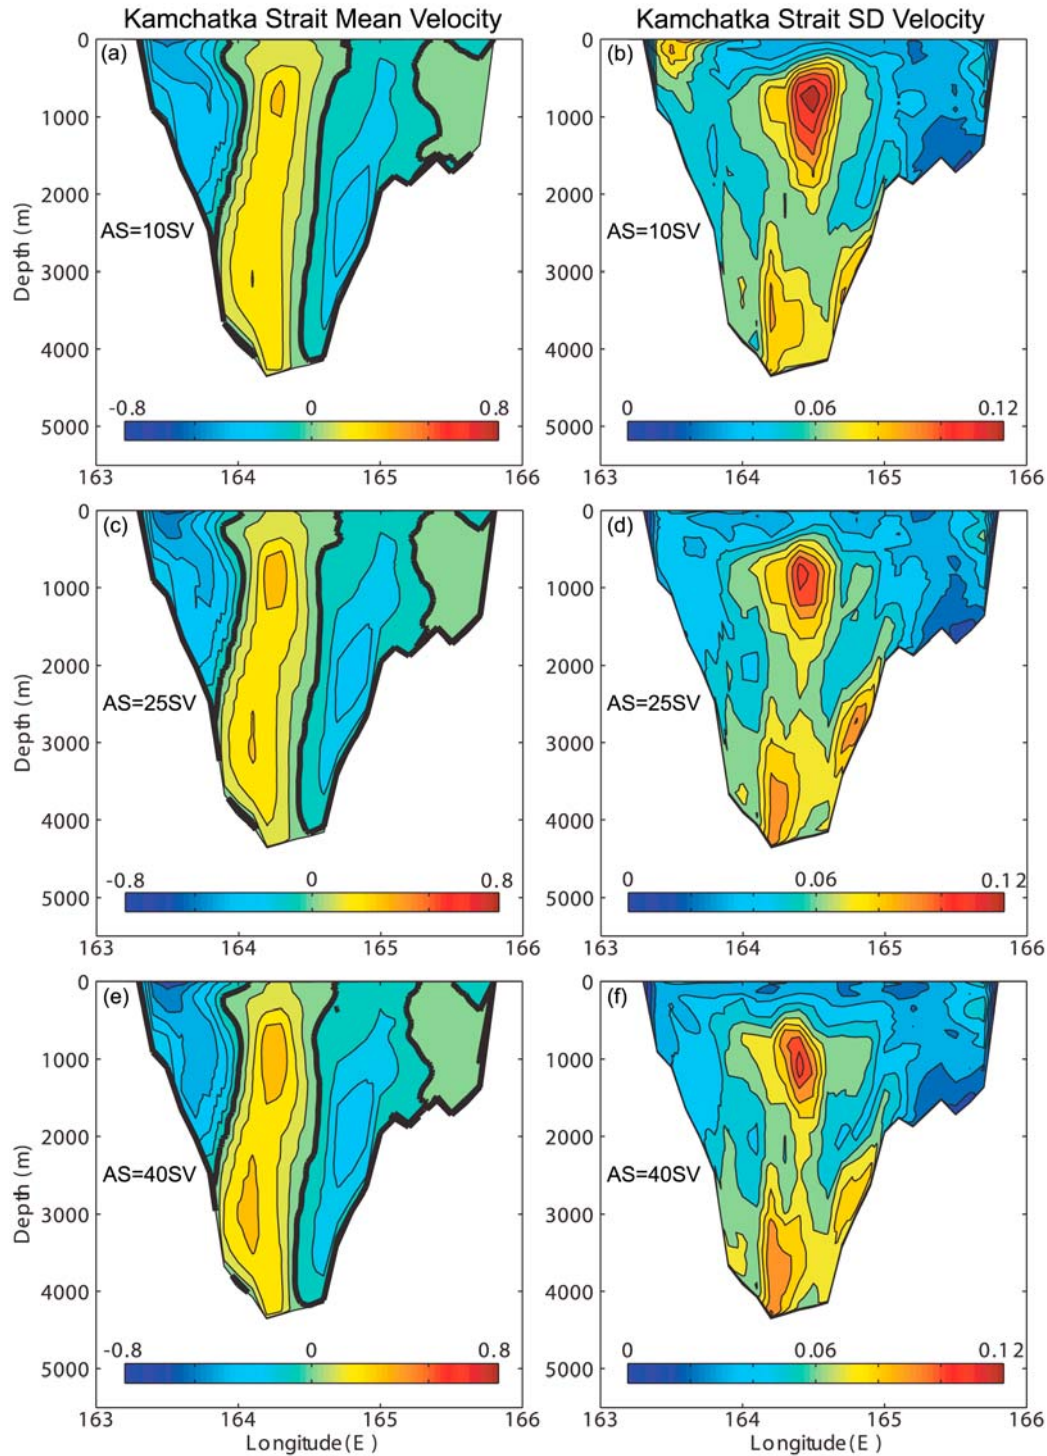 Kamchatka Strait Mean Velocity
Kamchatka Strait SD Velocity
(a)
0
1000
2000
3000
4000
5000
Depth (m)
AS=10SV
-0.8 0 0.8
163 164 165 166
(b)
0
1000
2000
3000
4000
5000
AS=10SV
0 0.06 0.12
163 164 165 166
(c)
0
1000
2000
3000
4000
5000
Depth (m)
AS=25SV
-0.8 0 0.8
163 164 165 166
(d)
0
1000
2000
3000
4000
5000
AS=25SV
0 0.06 0.12
163 164 165 166
(e)
0
1000
2000
3000
4000
5000
Depth (m)
AS=40SV
-0.8 0 0.8
163 164 165 166
Longitude(E )
(f)
0
1000
2000
3000
4000
5000
AS=40SV
0 0.06 0.12
163 164 165 166
Longitude(E )